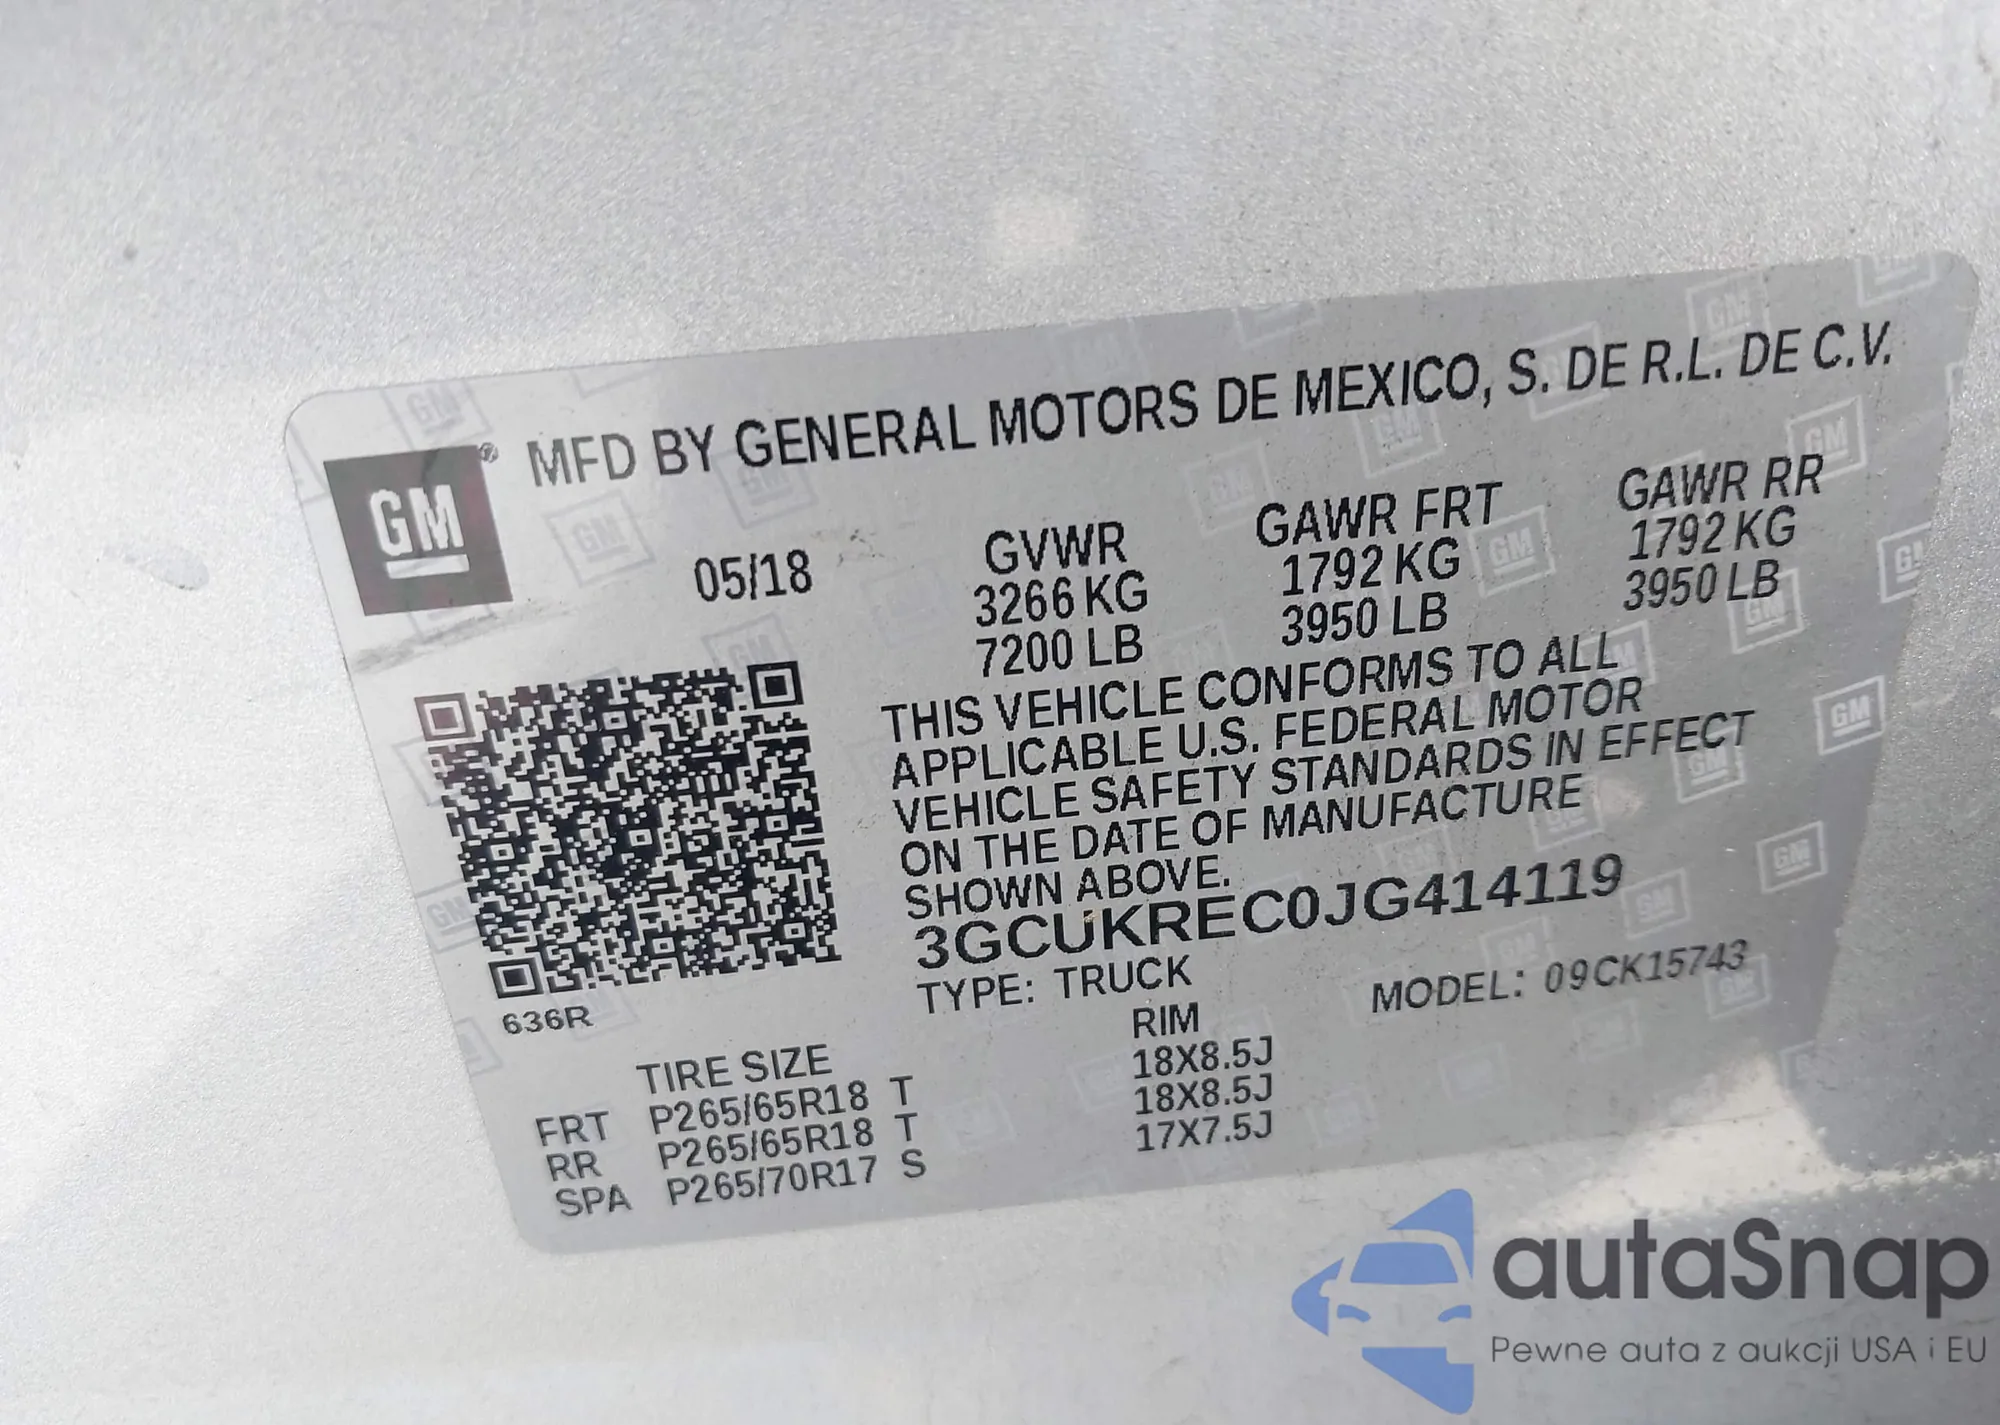 MFD BY GENERAL MOTORS DE MEXICO, S. DE R.L. DE C.V.
GM
05/18
GVWR
3266 KG
7200 LB
GAWR FRT
1792 KG
3950 LB
GAWR RR
1792 KG
3950 LB
THIS VEHICLE CONFORMS TO ALL
APPLICABLE U.S. FEDERAL MOTOR
VEHICLE SAFETY STANDARDS IN EFFECT
ON THE DATE OF MANUFACTURE
SHOWN ABOVE.
3GCUKREC0JG414119
TYPE: TRUCK MODEL: 09CK15743
636R
TIRE SIZE RIM
FRT P265/65R18 T 18X8.5J
RR P265/65R18 T 18X8.5J
SPA P265/70R17 S 17X7.5J
autaSnap
Pewne auta z aukcji USA i EU